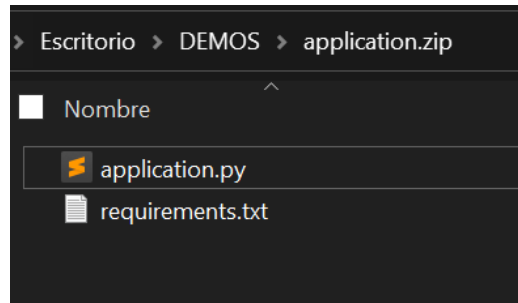 Escritorio > DEMOS > application.zip
Nombre
application.py
requirements.txt